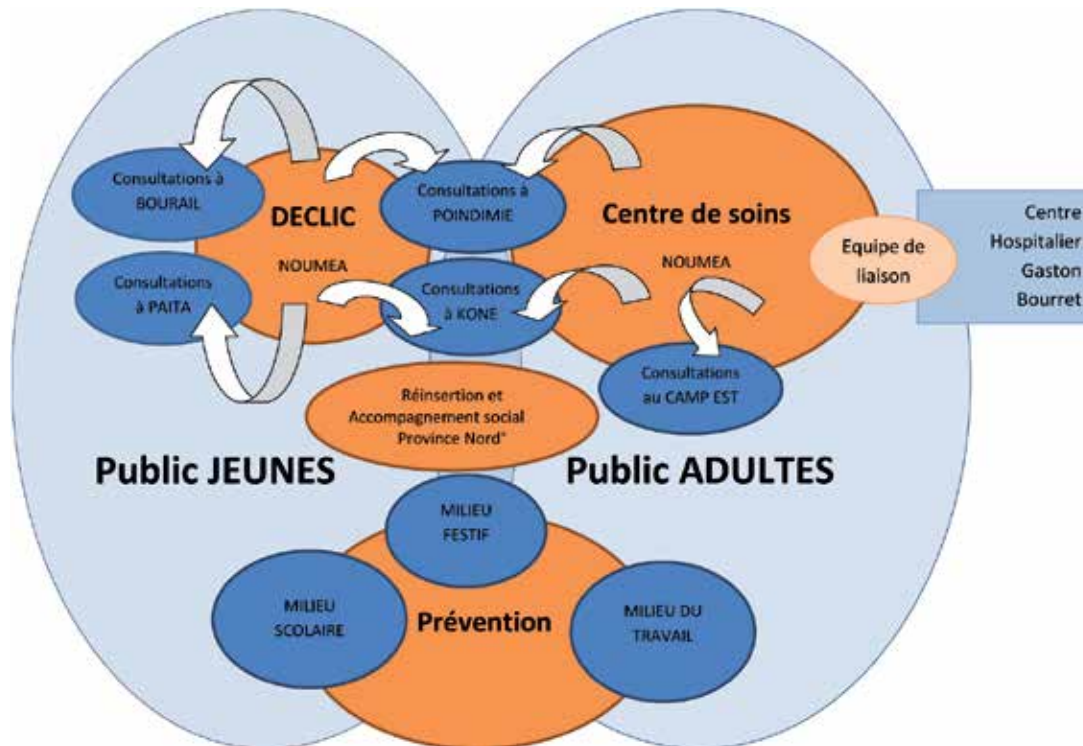 Consultations à
BOURAIL
DECLIC
NOUMEA
Consultations
à PAITA
Consultations à
POINDIMIE
Consultations
à KONE
Centre de soins
NOUMEA
Equipe de
liaison
Centre
Hospitalier
Gaston
Bourret
Consultations
au CAMP EST
Réinsertion et
Accompagnement social
Province Nord*
Public JEUNES
Public ADULTES
MILIEU
FESTIF
MILIEU
SCOLAIRE
Prévention
MILIEU DU
TRAVAIL